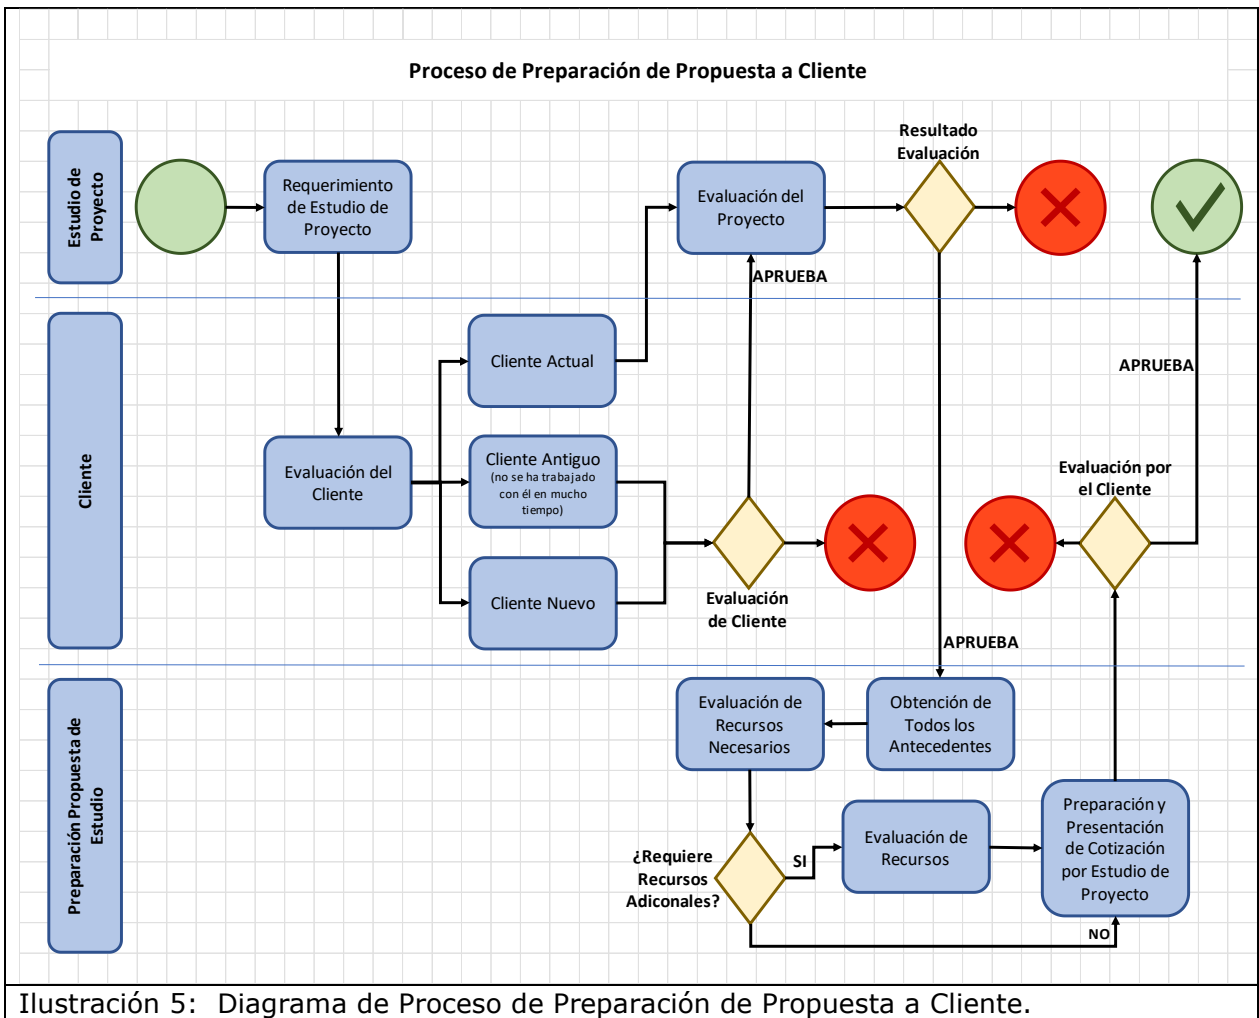 Proceso de Preparación de Propuesta a Cliente
Estudio de
Proyecto
Requerimiento
de Estudio de
Proyecto
Evaluación del
Proyecto
Resultado
Evaluación
APRUEBA
Cliente
Cliente Actual
Evaluación del
Cliente
Cliente Antiguo
(no se ha trabajado
con él en mucho
tiempo)
Cliente Nuevo
Evaluación
de Cliente
APRUEBA
Evaluación por
el Cliente
APRUEBA
Preparación Propuesta de
Estudio
Evaluación de
Recursos
Necesarios
Obtención de
Todos los
Antecedentes
¿Requiere
Recursos
Adiconales?
SI
Evaluación de
Recursos
Preparación y
Presentación
de Cotización
por Estudio de
Proyecto
NO
Ilustración 5: Diagrama de Proceso de Preparación de Propuesta a Cliente.